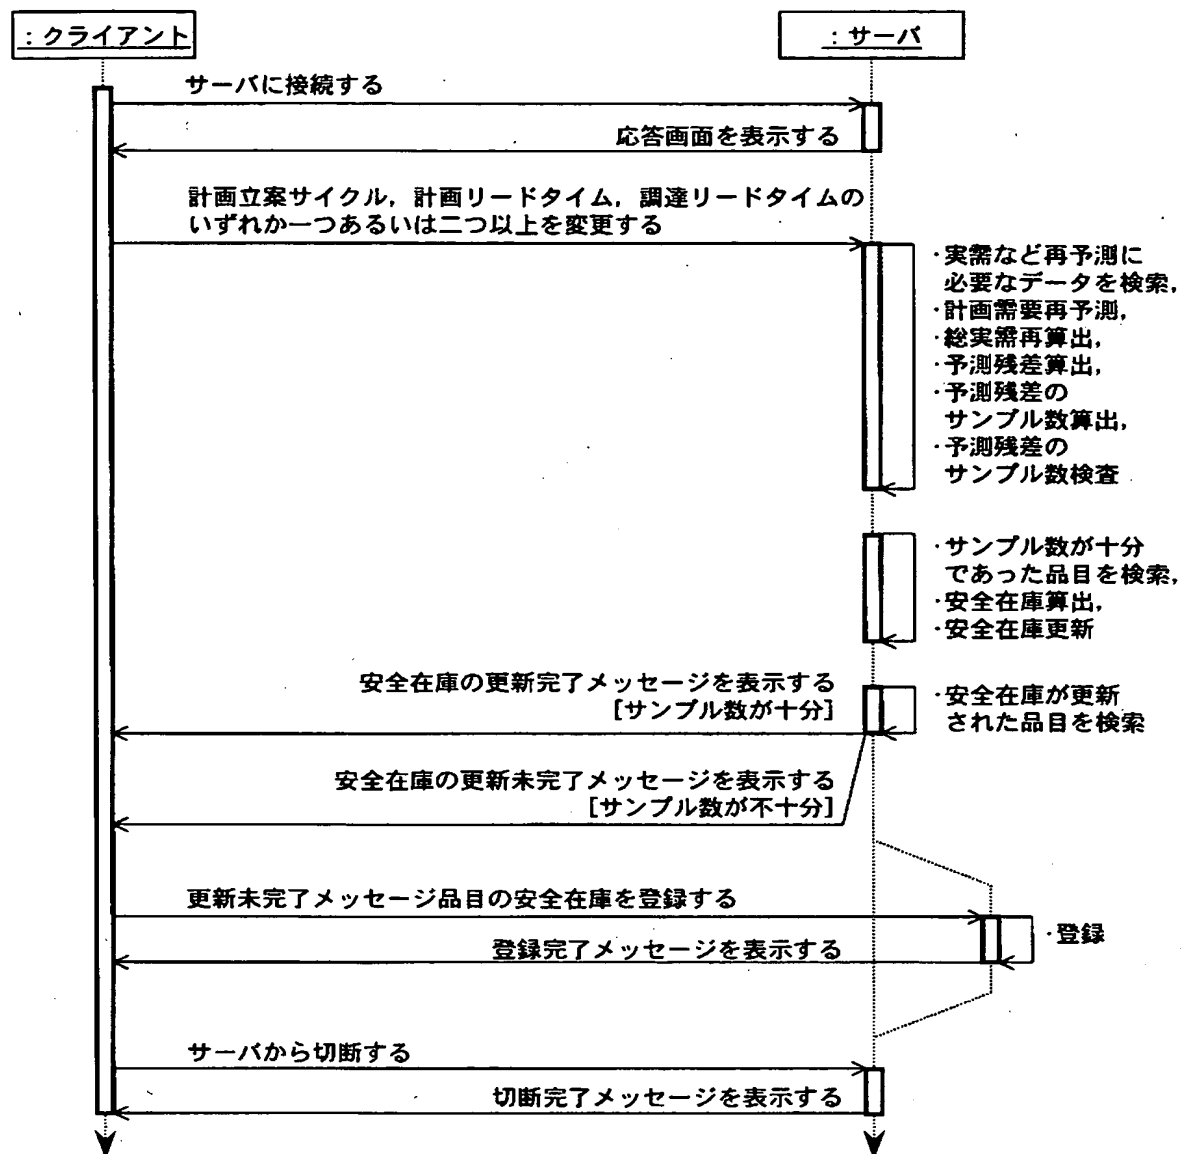 ：クライアント
：サーバ
サーバに接続する
応答画面を表示する
計画立案サイクル，計画リードタイム，調達リードタイムの
いずれか一つあるいは二つ以上を変更する
・実需など再予測に
必要なデータを検索，
・計画需要再予測，
・総実需再算出，
・予測残差算出，
・予測残差の
サンプル数算出，
・予測残差の
サンプル数検査
・サンプル数が十分
であった品目を検索，
・安全在庫算出，
・安全在庫更新
安全在庫の更新完了メッセージを表示する
[サンプル数が十分]
・安全在庫が更新
された品目を検索
安全在庫の更新未完了メッセージを表示する
[サンプル数が不十分]
更新未完了メッセージ品目の安全在庫を登録する
・登録
登録完了メッセージを表示する
サーバから切断する
切断完了メッセージを表示する